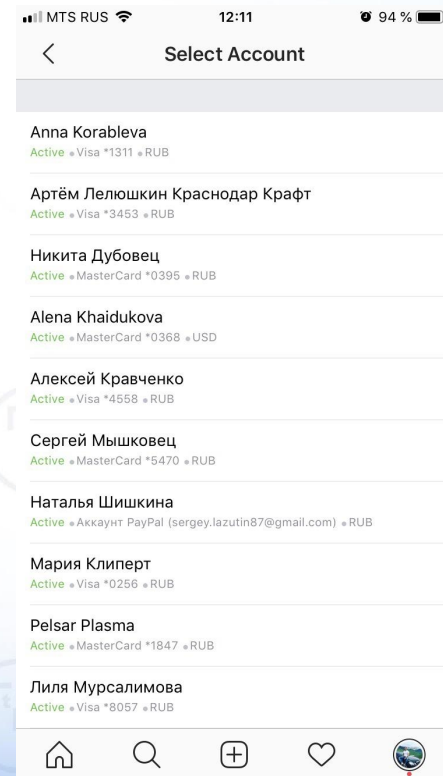 MTS RUS 12:11 94 %
Select Account
Anna Korableva
Active • Visa *1311 • RUB
Артём Лелюшкин Краснодар Крафт
Active • Visa *3453 • RUB
Никита Дубовец
Active • MasterCard *0395 • RUB
Alena Khaidukova
Active • MasterCard *0368 • USD
Алексей Кравченко
Active • Visa *4558 • RUB
Сергей Мышковец
Active • MasterCard *5470 • RUB
Наталья Шишкина
Active • Аккаунт PayPal (sergey.lazutin87@gmail.com) • RUB
Мария Клиперт
Active • Visa *0256 • RUB
Pelsar Plasma
Active • MasterCard *1847 • RUB
Лиля Мурсалимова
Active • Visa *8057 • RUB